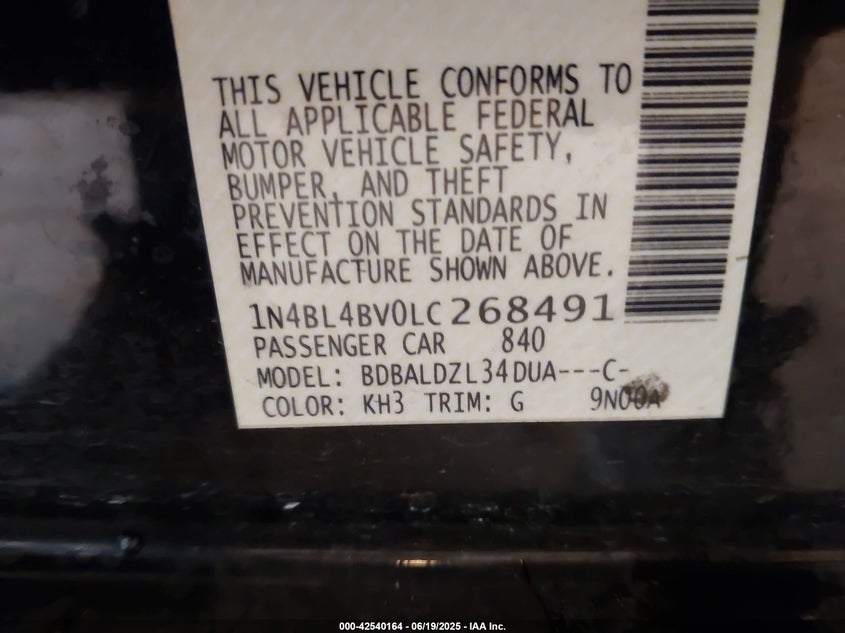 THIS VEHICLE CONFORMS TO
ALL APPLICABLE FEDERAL
MOTOR VEHICLE SAFETY,
BUMPER, AND THEFT
PREVENTION STANDARDS IN
EFFECT ON THE DATE OF
MANUFACTURE SHOWN ABOVE.
1N4BL4BV0LC268491
PASSENGER CAR 840
MODEL: BDBALDZL34DUA---C-
COLOR: KH3 TRIM: G 9N00A
000-42540164 - 06/19/2025 - IAA Inc.